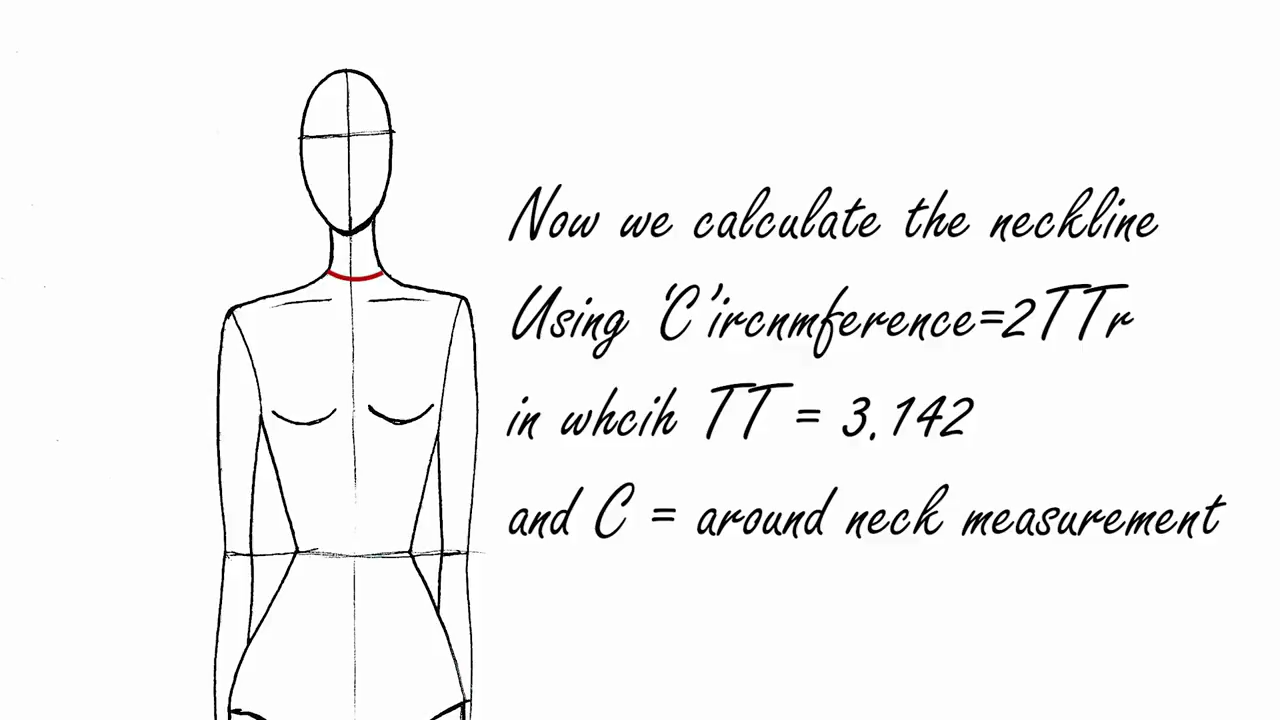 Now we calculate the neckline
Using 'C'ircnmference=2TTr
in whcih TT = 3.142
and C = around neck measurement